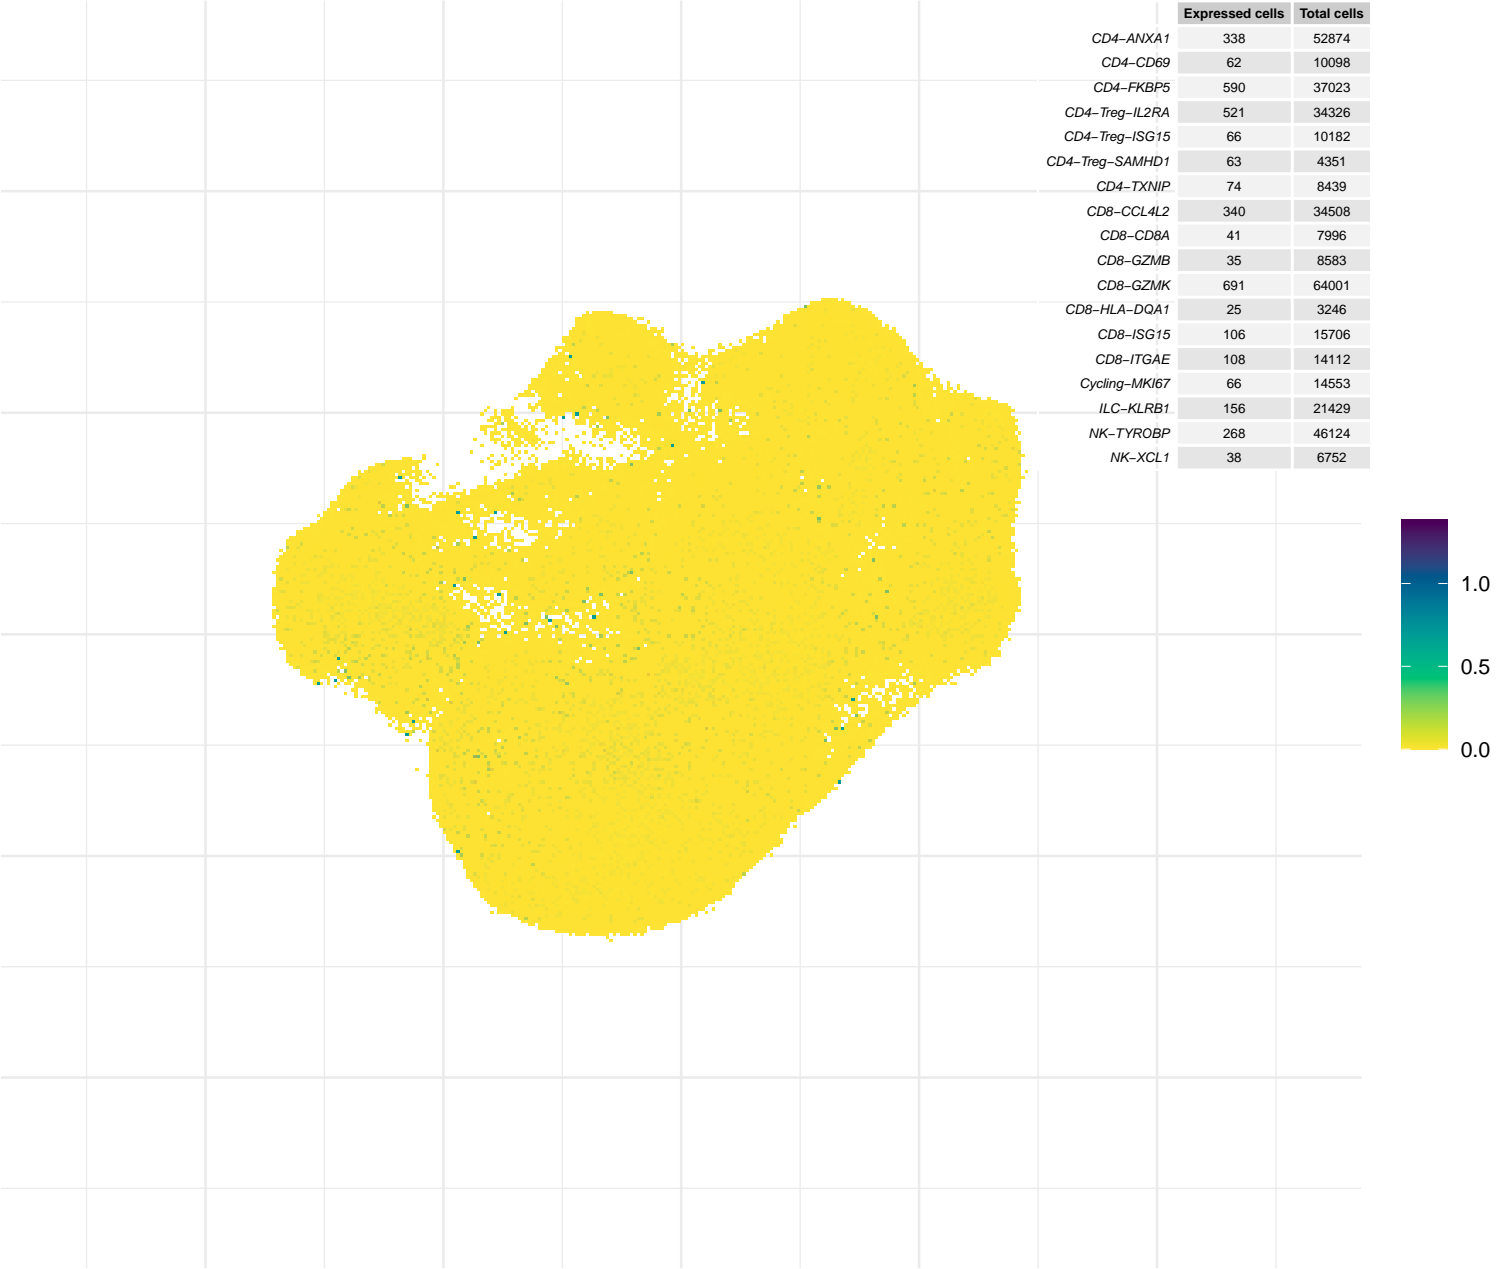 Expressed cells Total cells
CD4−ANXA1 338 52874
CD4−CD69 62 10098
CD4−FKBP5 590 37023
CD4−Treg−IL2RA 521 34326
CD4−Treg−ISG15 66 10182
CD4−Treg−SAMHD1 63 4351
CD4−TXNIP 74 8439
CD8−CCL4L2 340 34508
CD8−CD8A 41 7996
CD8−GZMB 35 8583
CD8−GZMK 691 64001
CD8−HLA−DQA1 25 3246
CD8−ISG15 106 15706
CD8−ITGAE 108 14112
Cycling−MKI67 66 14553
ILC−KLRB1 156 21429
NK−TYROBP 268 46124
NK−XCL1 38 6752
1.0
0.5
0.0